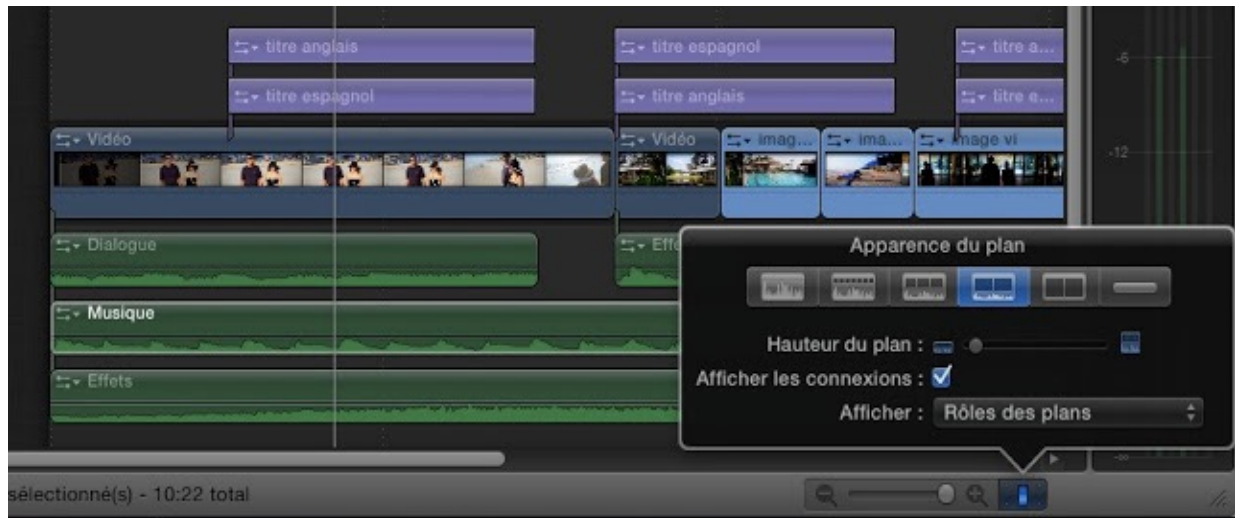 titre anglais
titre espagnol
titre a...
-6
titre espagnol
titre anglais
titre e...
Vidéo
Vidéo
imag...
ima...
image vi
-12
Dialogue
Effe
Apparence du plan
Musique
Hauteur du plan :
Afficher les connexions :
Effets
Afficher : Rôles des plans
-∞
sélectionné(s) - 10:22 total